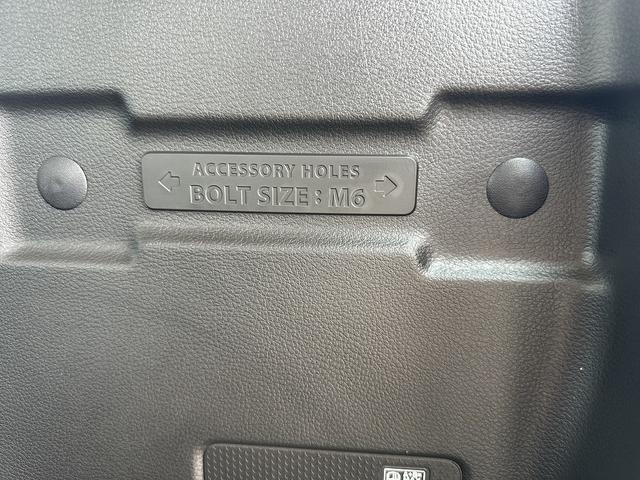 ACCESSORY HOLES
BOLT SIZE : M6